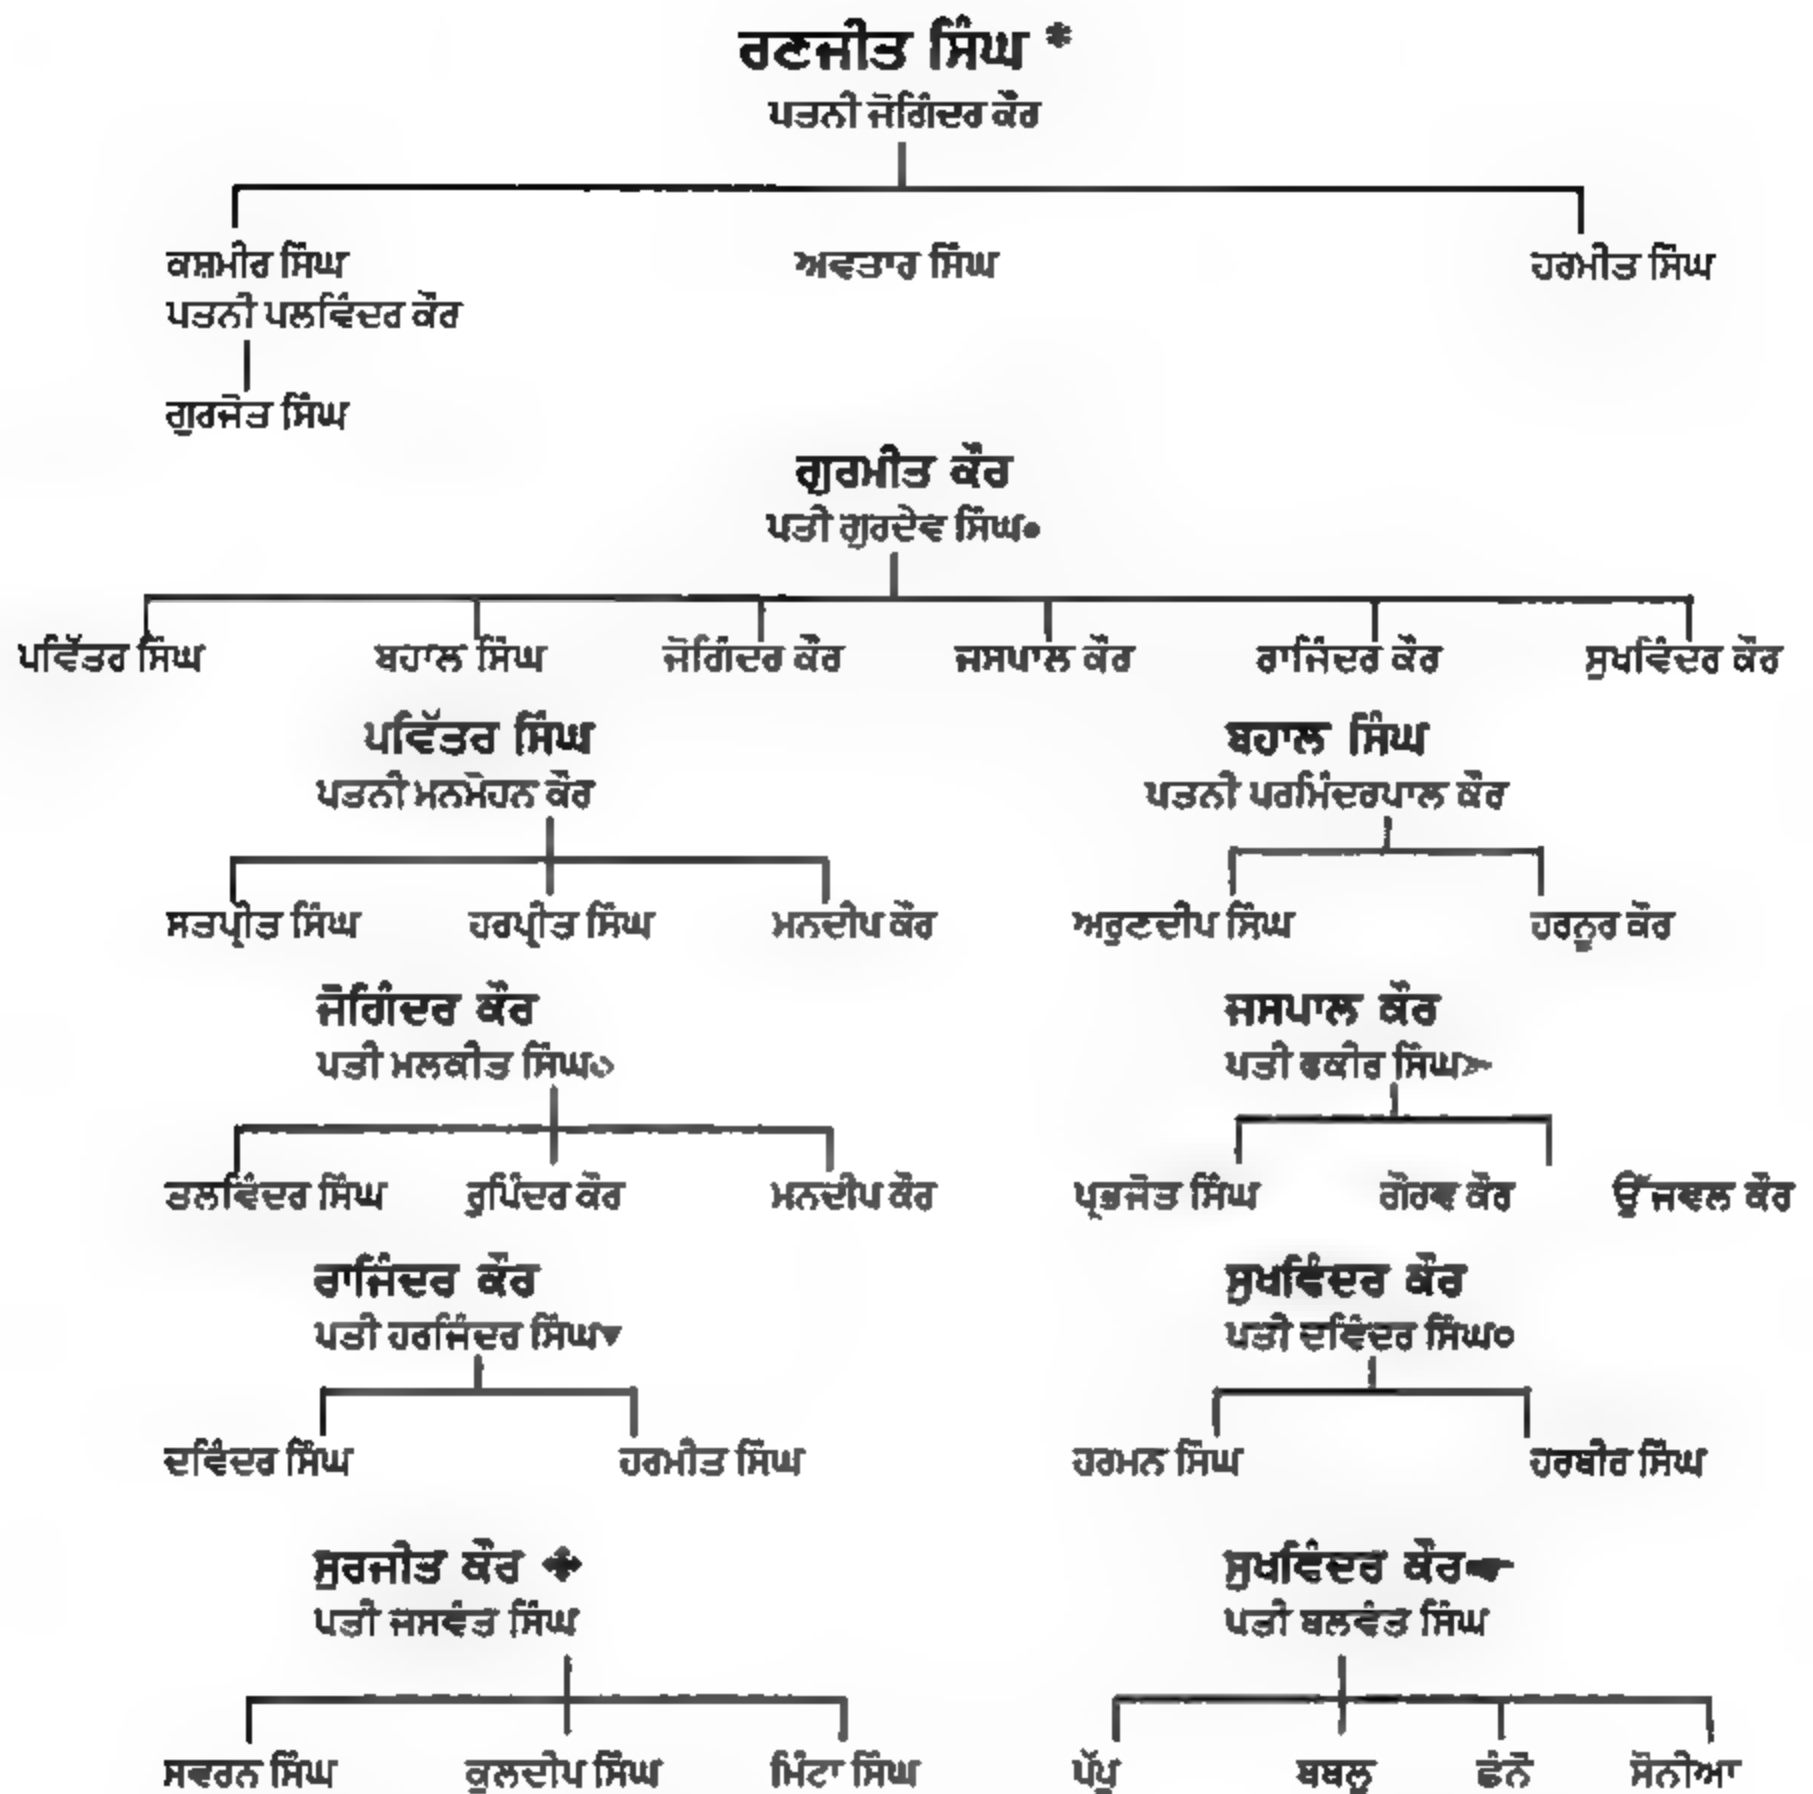 ਰਣਜੀਤ ਸਿੰਘ *
ਪਤਨੀ ਜੋਗਿੰਦਰ ਕੌਰ
ਕਸ਼ਮੀਰ ਸਿੰਘ ਅਵਤਾਰ ਸਿੰਘ ਹਰਮੀਤ ਸਿੰਘ
ਪਤਨੀ ਪਲਵਿੰਦਰ ਕੌਰ
ਗੁਰਜੋਤ ਸਿੰਘ
ਗੁਰਮੀਤ ਕੌਰ
ਪਤੀ ਗੁਰਦੇਵ ਸਿੰਘ●
ਪਵਿੱਤਰ ਸਿੰਘ ਬਹਾਲ ਸਿੰਘ ਜੋਗਿੰਦਰ ਕੌਰ ਜਸਪਾਲ ਕੌਰ ਰਾਜਿੰਦਰ ਕੌਰ ਸੁਖਵਿੰਦਰ ਕੌਰ
ਪਵਿੱਤਰ ਸਿੰਘ ਬਹਾਲ ਸਿੰਘ
ਪਤਨੀ ਮਨਮੋਹਨ ਕੌਰ ਪਤਨੀ ਪਰਮਿੰਦਰਪਾਲ ਕੌਰ
ਸਤਪ੍ਰੀਤ ਸਿੰਘ ਹਰਪ੍ਰੀਤ ਸਿੰਘ ਮਨਦੀਪ ਕੌਰ ਅਰੁਣਦੀਪ ਸਿੰਘ ਹਰਨੂਰ ਕੌਰ
ਜੋਗਿੰਦਰ ਕੌਰ ਜਸਪਾਲ ਕੌਰ
ਪਤੀ ਮਲਕੀਤ ਸਿੰਘ ਪਤੀ ਫਕੀਰ ਸਿੰਘ➢
ਤਲਵਿੰਦਰ ਸਿੰਘ ਰੁਪਿੰਦਰ ਕੌਰ ਮਨਦੀਪ ਕੌਰ ਪ੍ਰਭਜੋਤ ਸਿੰਘ ਗੌਰਵ ਕੌਰ ਉੱਜਵਲ ਕੌਰ
ਰਾਜਿੰਦਰ ਕੌਰ ਸੁਖਵਿੰਦਰ ਕੌਰ
ਪਤੀ ਹਰਜਿੰਦਰ ਸਿੰਘ▼ ਪਤੀ ਦਵਿੰਦਰ ਸਿੰਘ○
ਦਵਿੰਦਰ ਸਿੰਘ ਹਰਮੀਤ ਸਿੰਘ ਹਰਮਨ ਸਿੰਘ ਹਰਬੀਰ ਸਿੰਘ
ਸੁਰਜੀਤ ਕੌਰ ✤ ਸੁਖਵਿੰਦਰ ਕੌਰ☛
ਪਤੀ ਜਸਵੰਤ ਸਿੰਘ ਪਤੀ ਬਲਵੰਤ ਸਿੰਘ
ਸਵਰਨ ਸਿੰਘ ਕੁਲਦੀਪ ਸਿੰਘ ਮਿੰਟਾ ਸਿੰਘ ਪੱਪੂ ਬਬਲੂ ਛੰਨੋ ਸੋਨੀਆ